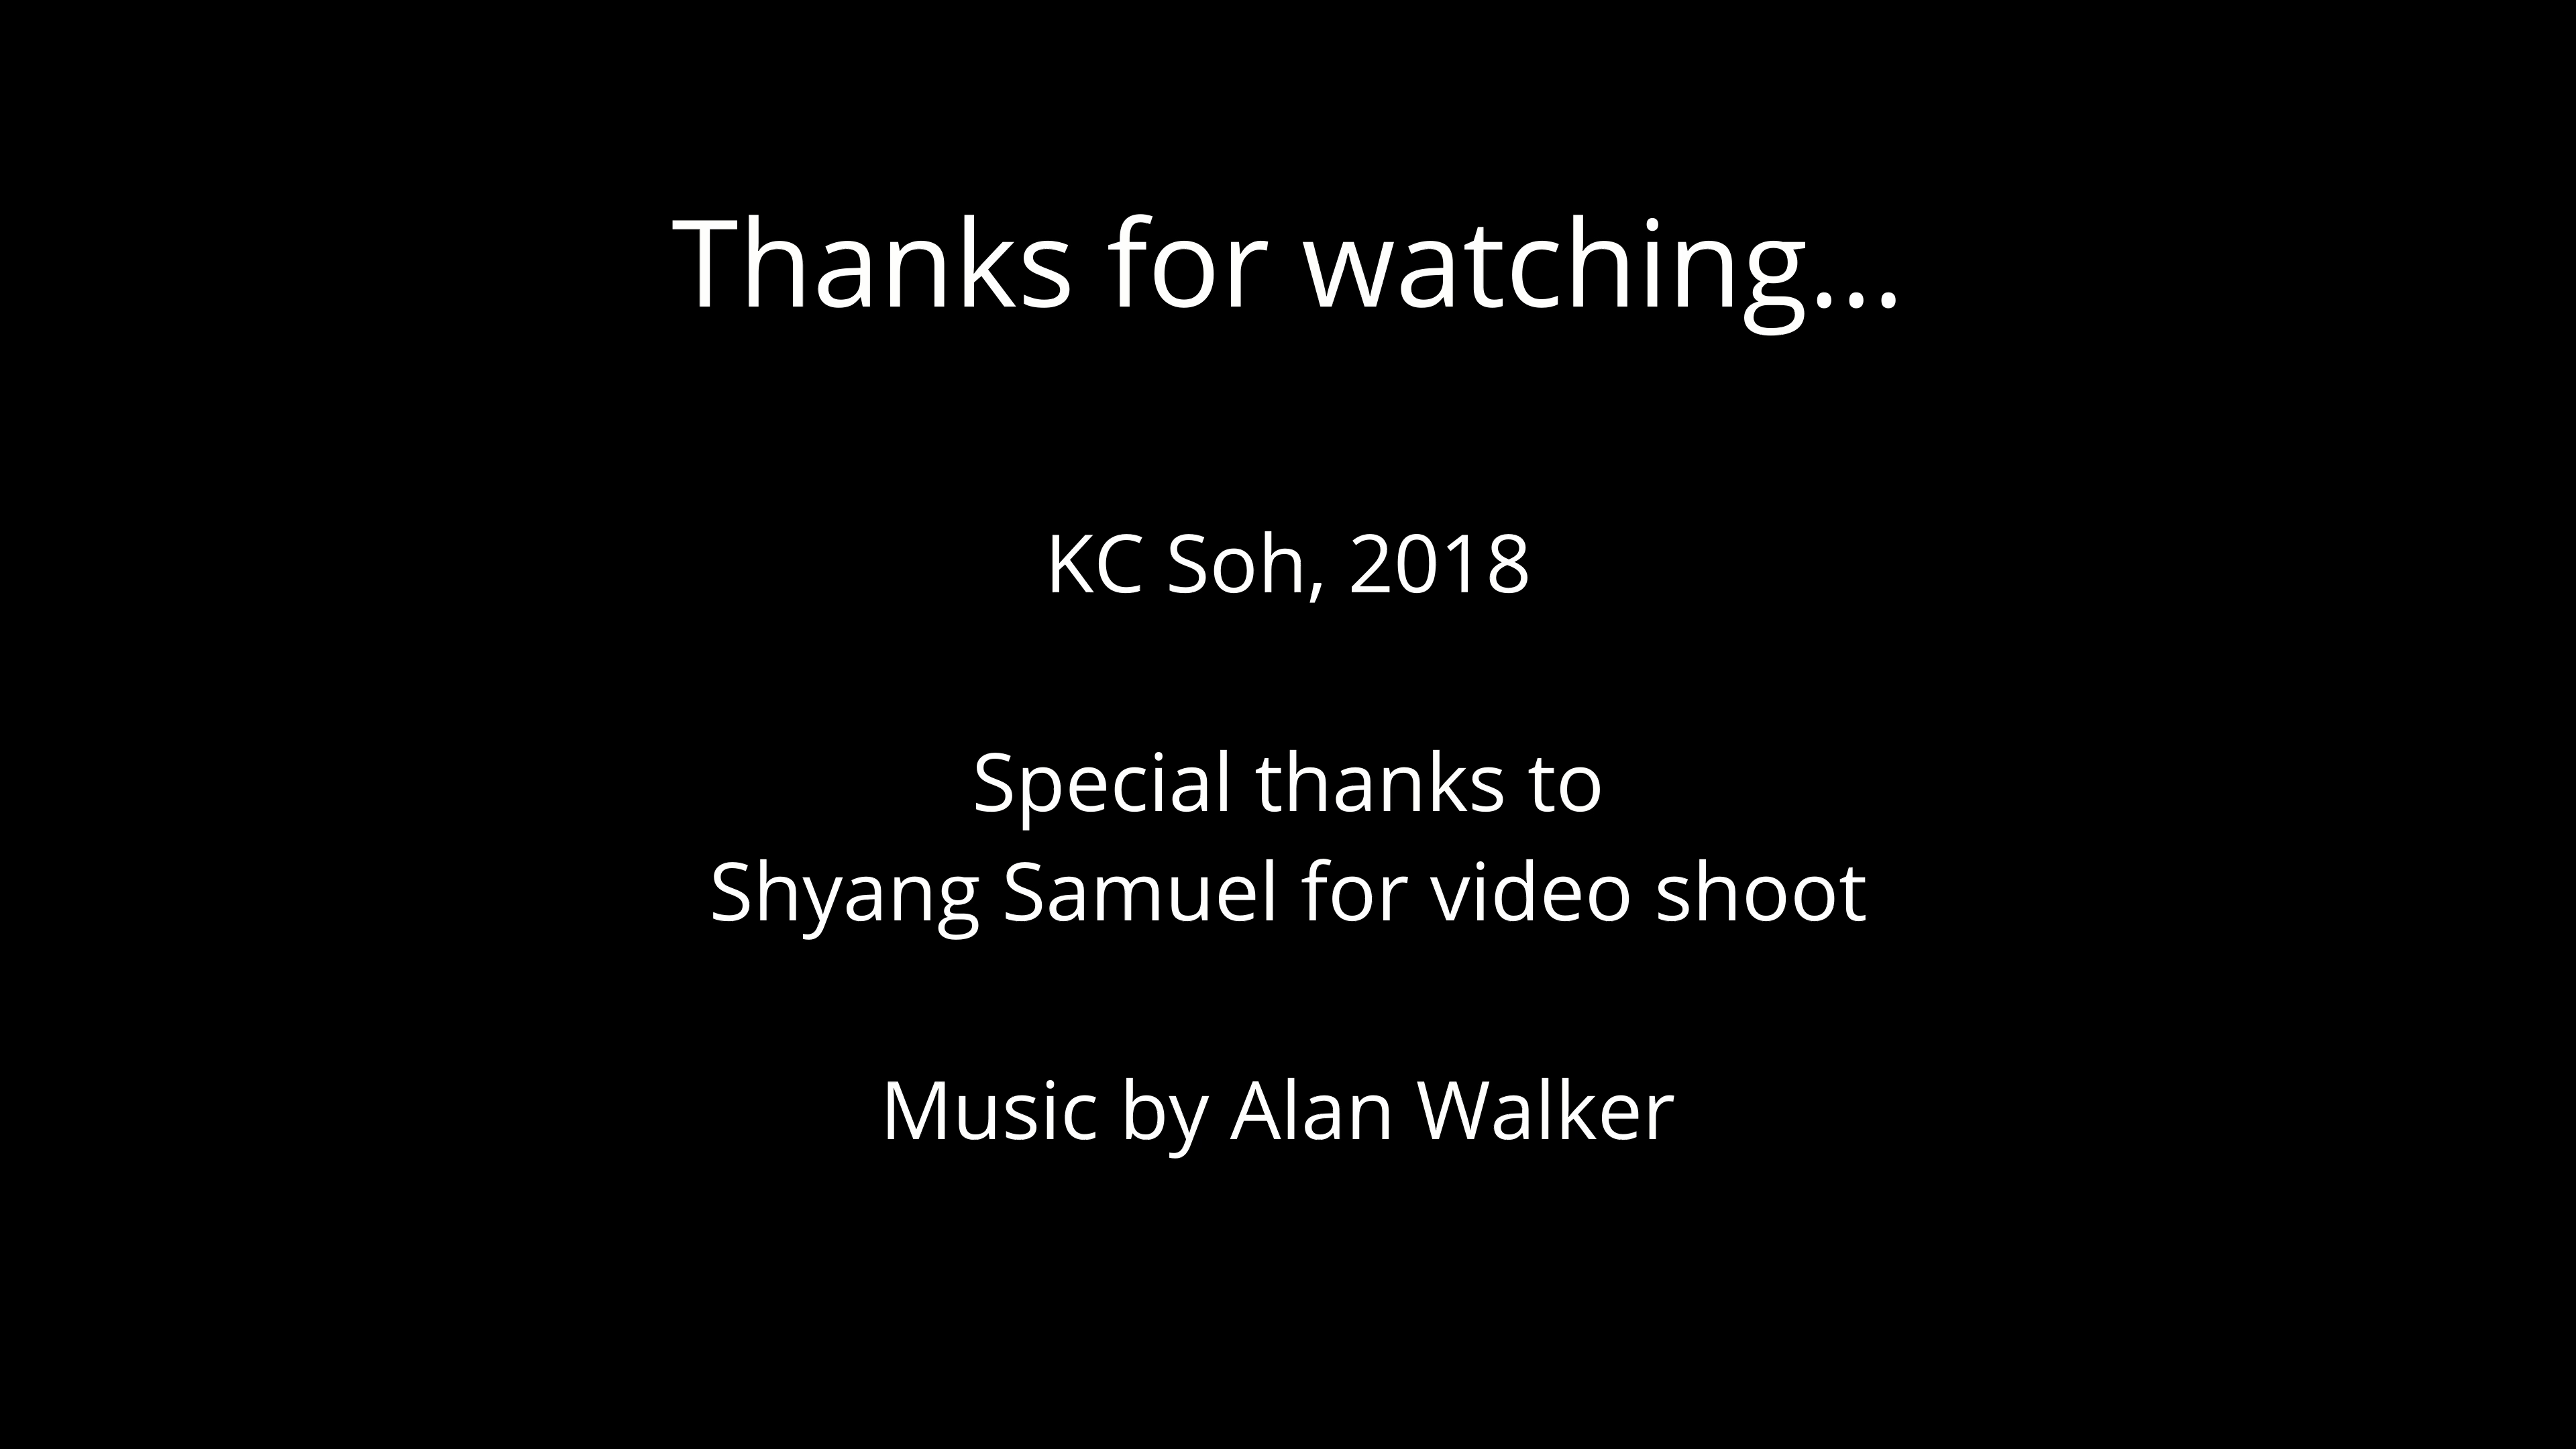 Thanks for watching...
KC Soh, 2018
Special thanks to
Shyang Samuel for video shoot
Music by Alan Walker